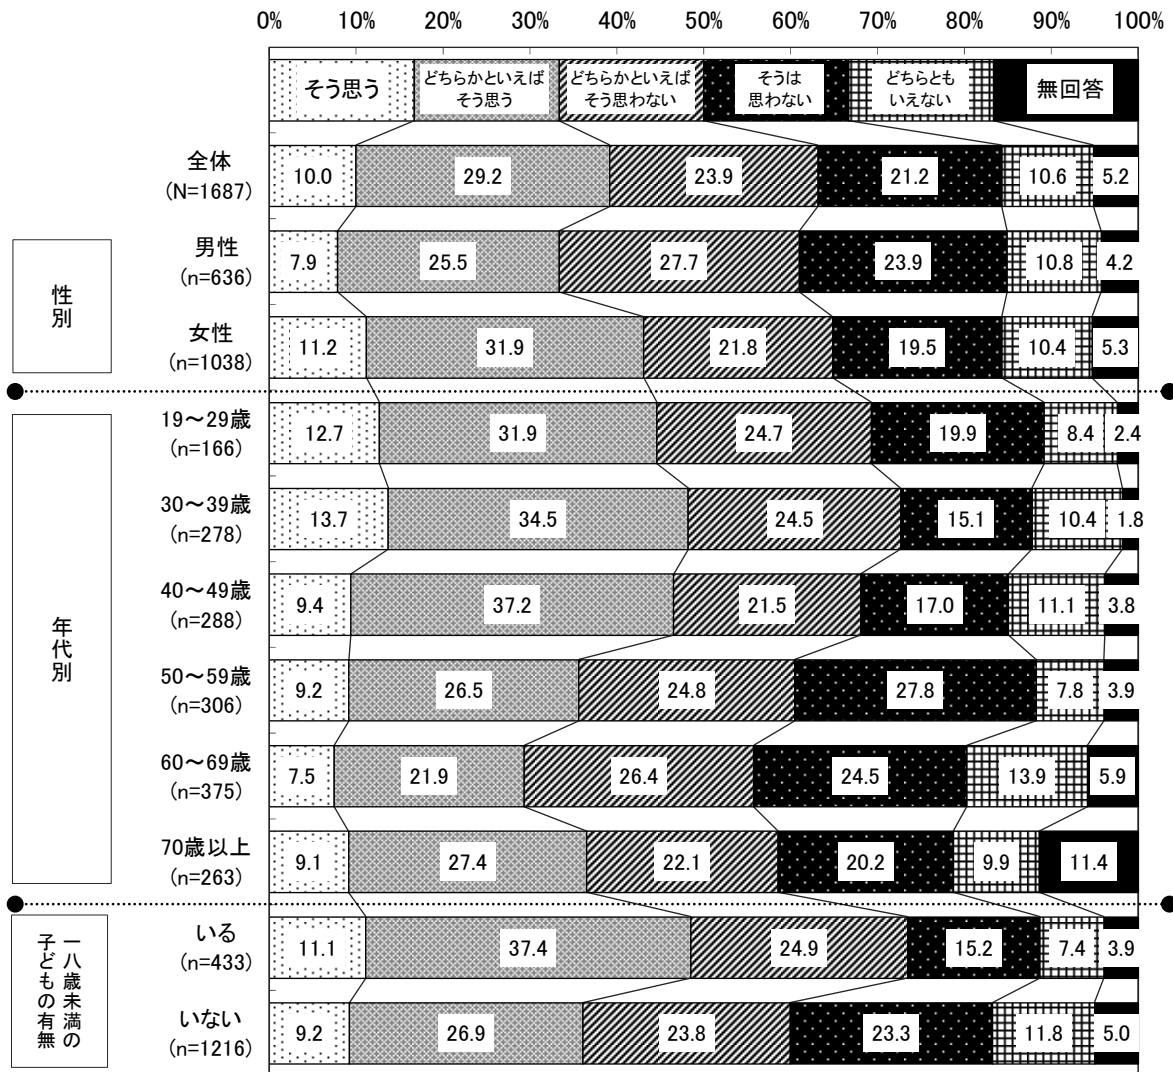 0% 10% 20% 30% 40% 50% 60% 70% 80% 90% 100%
そう思う
どちらかといえば
そう思う
どちらかといえば
そう思わない
そうは
思わない
どちらとも
いえない
無回答
全体
(N=1687)
10.0 29.2 23.9 21.2 10.6 5.2
性別
男性
(n=636)
7.9 25.5 27.7 23.9 10.8 4.2
女性
(n=1038)
11.2 31.9 21.8 19.5 10.4 5.3
年代別
19～29歳
(n=166)
12.7 31.9 24.7 19.9 8.4 2.4
30～39歳
(n=278)
13.7 34.5 24.5 15.1 10.4 1.8
40～49歳
(n=288)
9.4 37.2 21.5 17.0 11.1 3.8
50～59歳
(n=306)
9.2 26.5 24.8 27.8 7.8 3.9
60～69歳
(n=375)
7.5 21.9 26.4 24.5 13.9 5.9
70歳以上
(n=263)
9.1 27.4 22.1 20.2 9.9 11.4
一八歳未満の
子どもの有無
いる
(n=433)
11.1 37.4 24.9 15.2 7.4 3.9
いない
(n=1216)
9.2 26.9 23.8 23.3 11.8 5.0